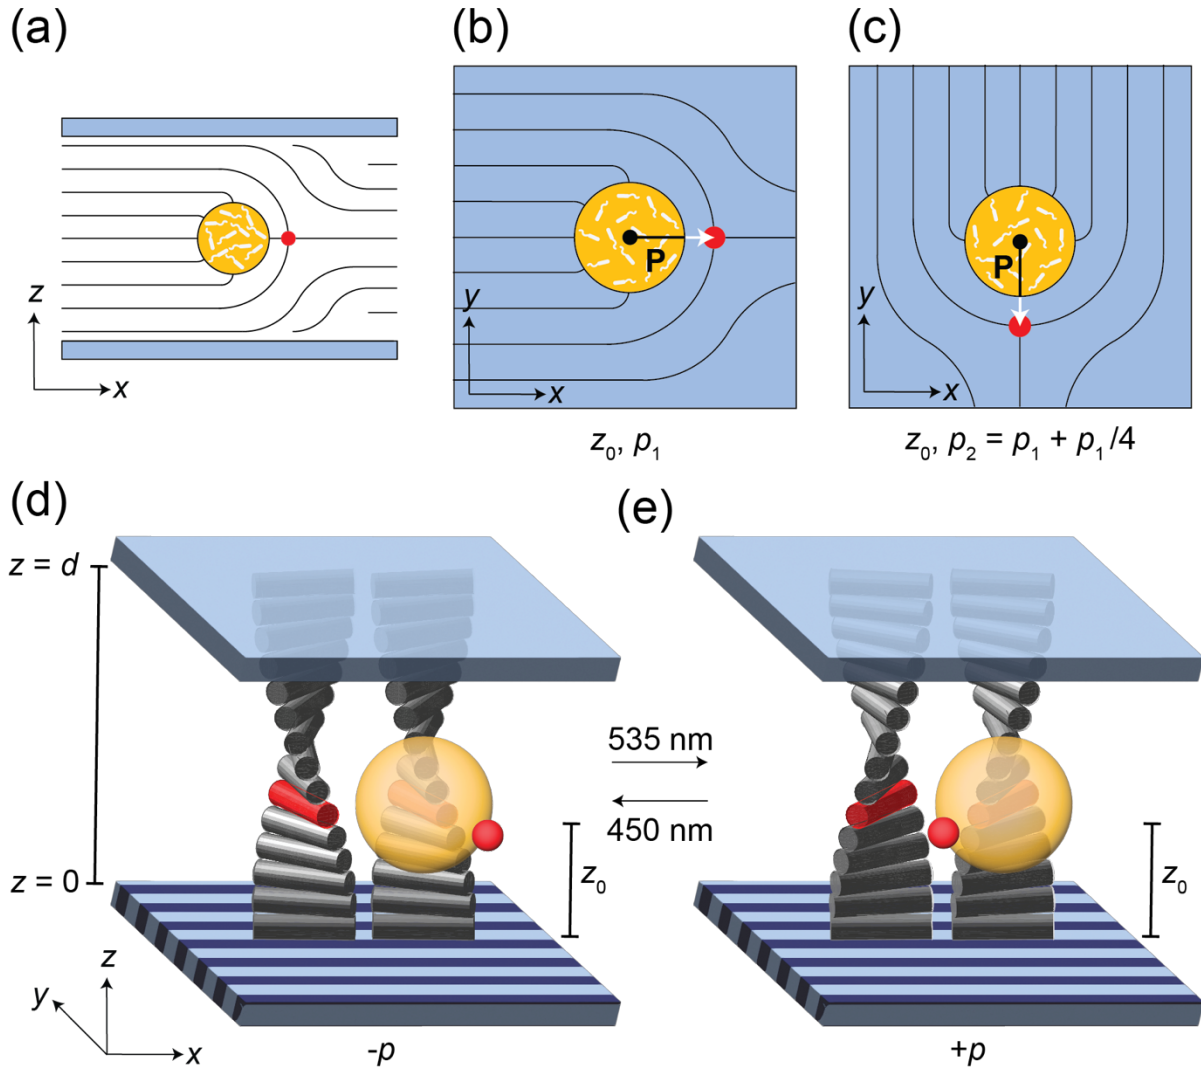 (a)
z
x
(b)
P
y
x
z₀, p₁
(c)
P
y
x
z₀, p₂ = p₁ + p₁/4
(d)
z = d
z = 0
z₀
z
y
x
-p
535 nm
450 nm
(e)
z₀
+p